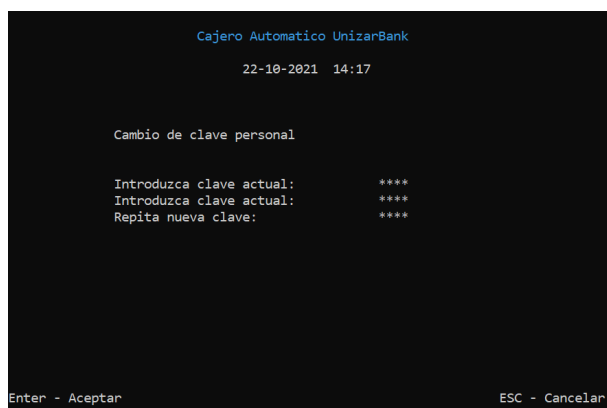 Cajero Automatico UnizarBank
22-10-2021 14:17
Cambio de clave personal
Introduzca clave actual: ****
Introduzca clave actual: ****
Repita nueva clave: ****
Enter - Aceptar ESC - Cancelar